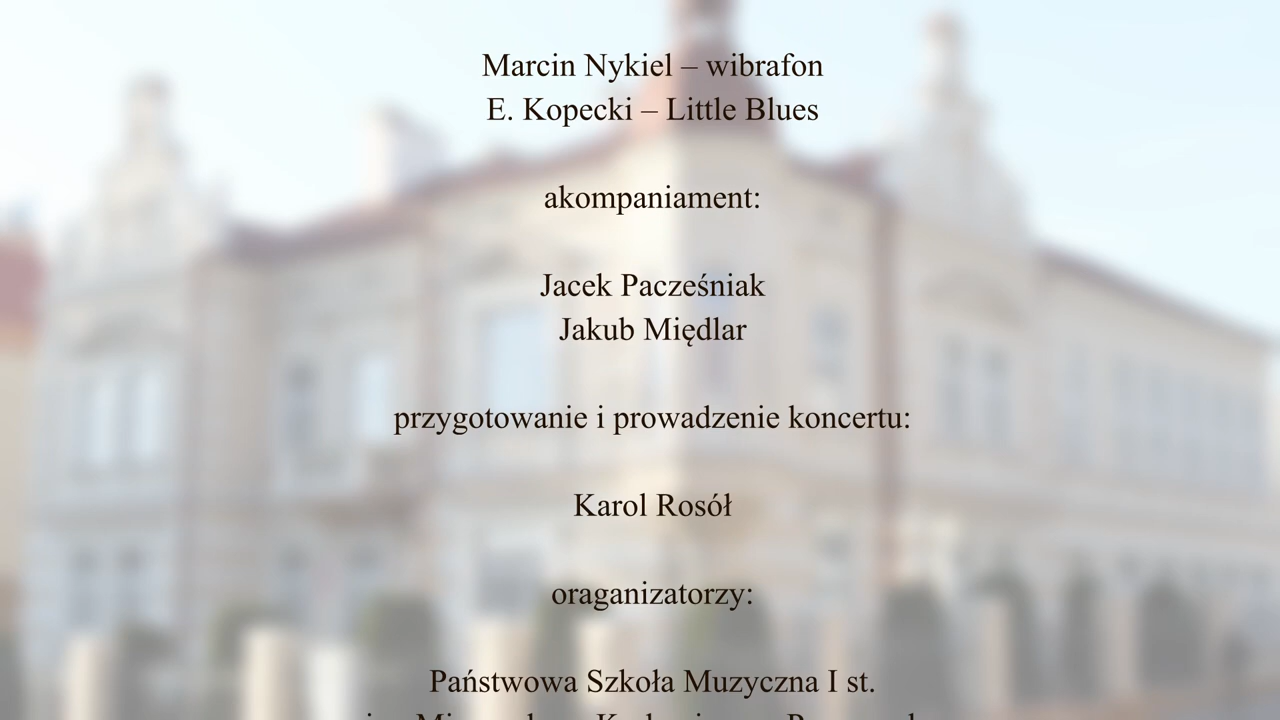 Marcin Nykiel – wibrafon
E. Kopecki – Little Blues
akompaniament:
Jacek Pacześniak
Jakub Międlar
przygotowanie i prowadzenie koncertu:
Karol Rosół
oraganizatorzy:
Państwowa Szkoła Muzyczna I st.